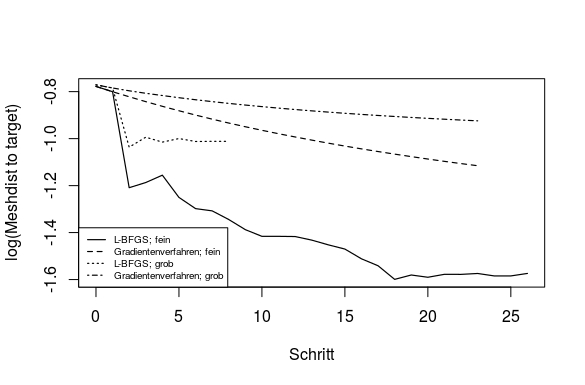 log(Meshdist to target)
-0.8
-1.0
-1.2
-1.4
-1.6
L-BFGS; fein
Gradientenverfahren; fein
L-BFGS; grob
Gradientenverfahren; grob
0 5 10 15 20 25
Schritt